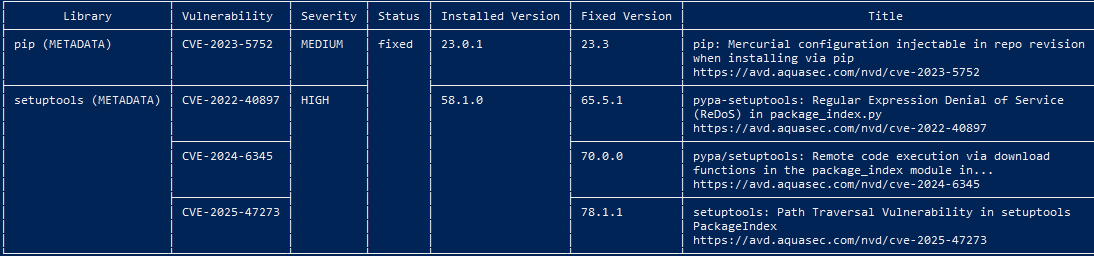 Library Vulnerability Severity Status Installed Version Fixed Version Title
pip (METADATA) CVE-2023-5752 MEDIUM fixed 23.0.1 23.3 pip: Mercurial configuration injectable in repo revision
when installing via pip
https://avd.aquasec.com/nvd/cve-2023-5752
setuptools (METADATA) CVE-2022-40897 HIGH 58.1.0 65.5.1 pypa-setuptools: Regular Expression Denial of Service
(ReDoS) in package_index.py
https://avd.aquasec.com/nvd/cve-2022-40897
CVE-2024-6345 70.0.0 pypa/setuptools: Remote code execution via download
functions in the package_index module in...
https://avd.aquasec.com/nvd/cve-2024-6345
CVE-2025-47273 78.1.1 setuptools: Path Traversal Vulnerability in setuptools
PackageIndex
https://avd.aquasec.com/nvd/cve-2025-47273